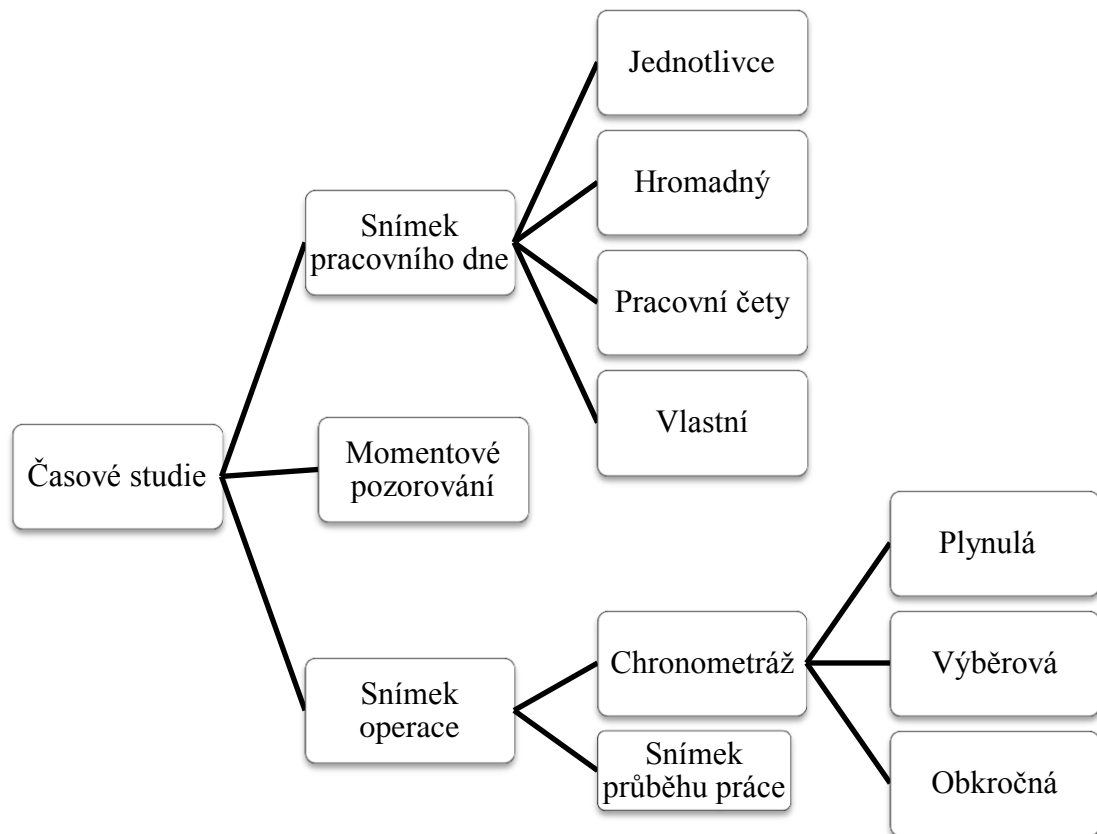 Časové studie
Snímek
pracovního dne
Jednotlivce
Hromadný
Pracovní čety
Vlastní
Momentové
pozorování
Snímek
operace
Chronometráž
Plynulá
Výběrová
Obkročná
Snímek
průběhu práce